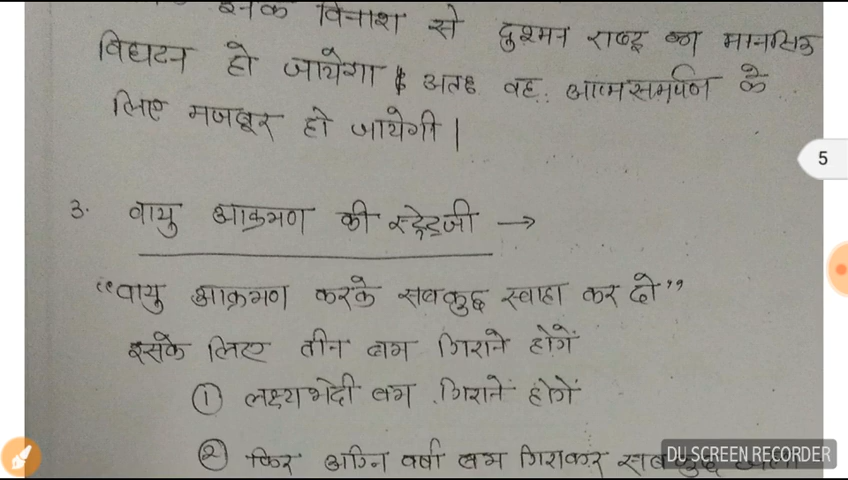 इनके विनाश से दुश्मन राष्ट्र का मानसिक
विघटन हो जायेगा अतः वह आत्मसमर्पण के
लिए मजबूर हो जायेगी |
5
3. वायु आक्रमण की स्ट्रेट्जी →
“वायु आक्रमण करके सबकुछ स्वाहा कर दो”
इसके लिए तीन बम गिराने होगें
① लक्ष्यभेदी बम गिराने होगें
② फिर अग्नि वर्षा बम गिराकर सबकुछ
DU SCREEN RECORDER